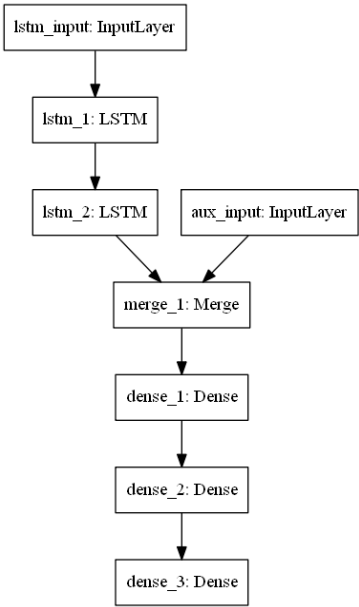 lstm_input: InputLayer
lstm_1: LSTM
lstm_2: LSTM
aux_input: InputLayer
merge_1: Merge
dense_1: Dense
dense_2: Dense
dense_3: Dense